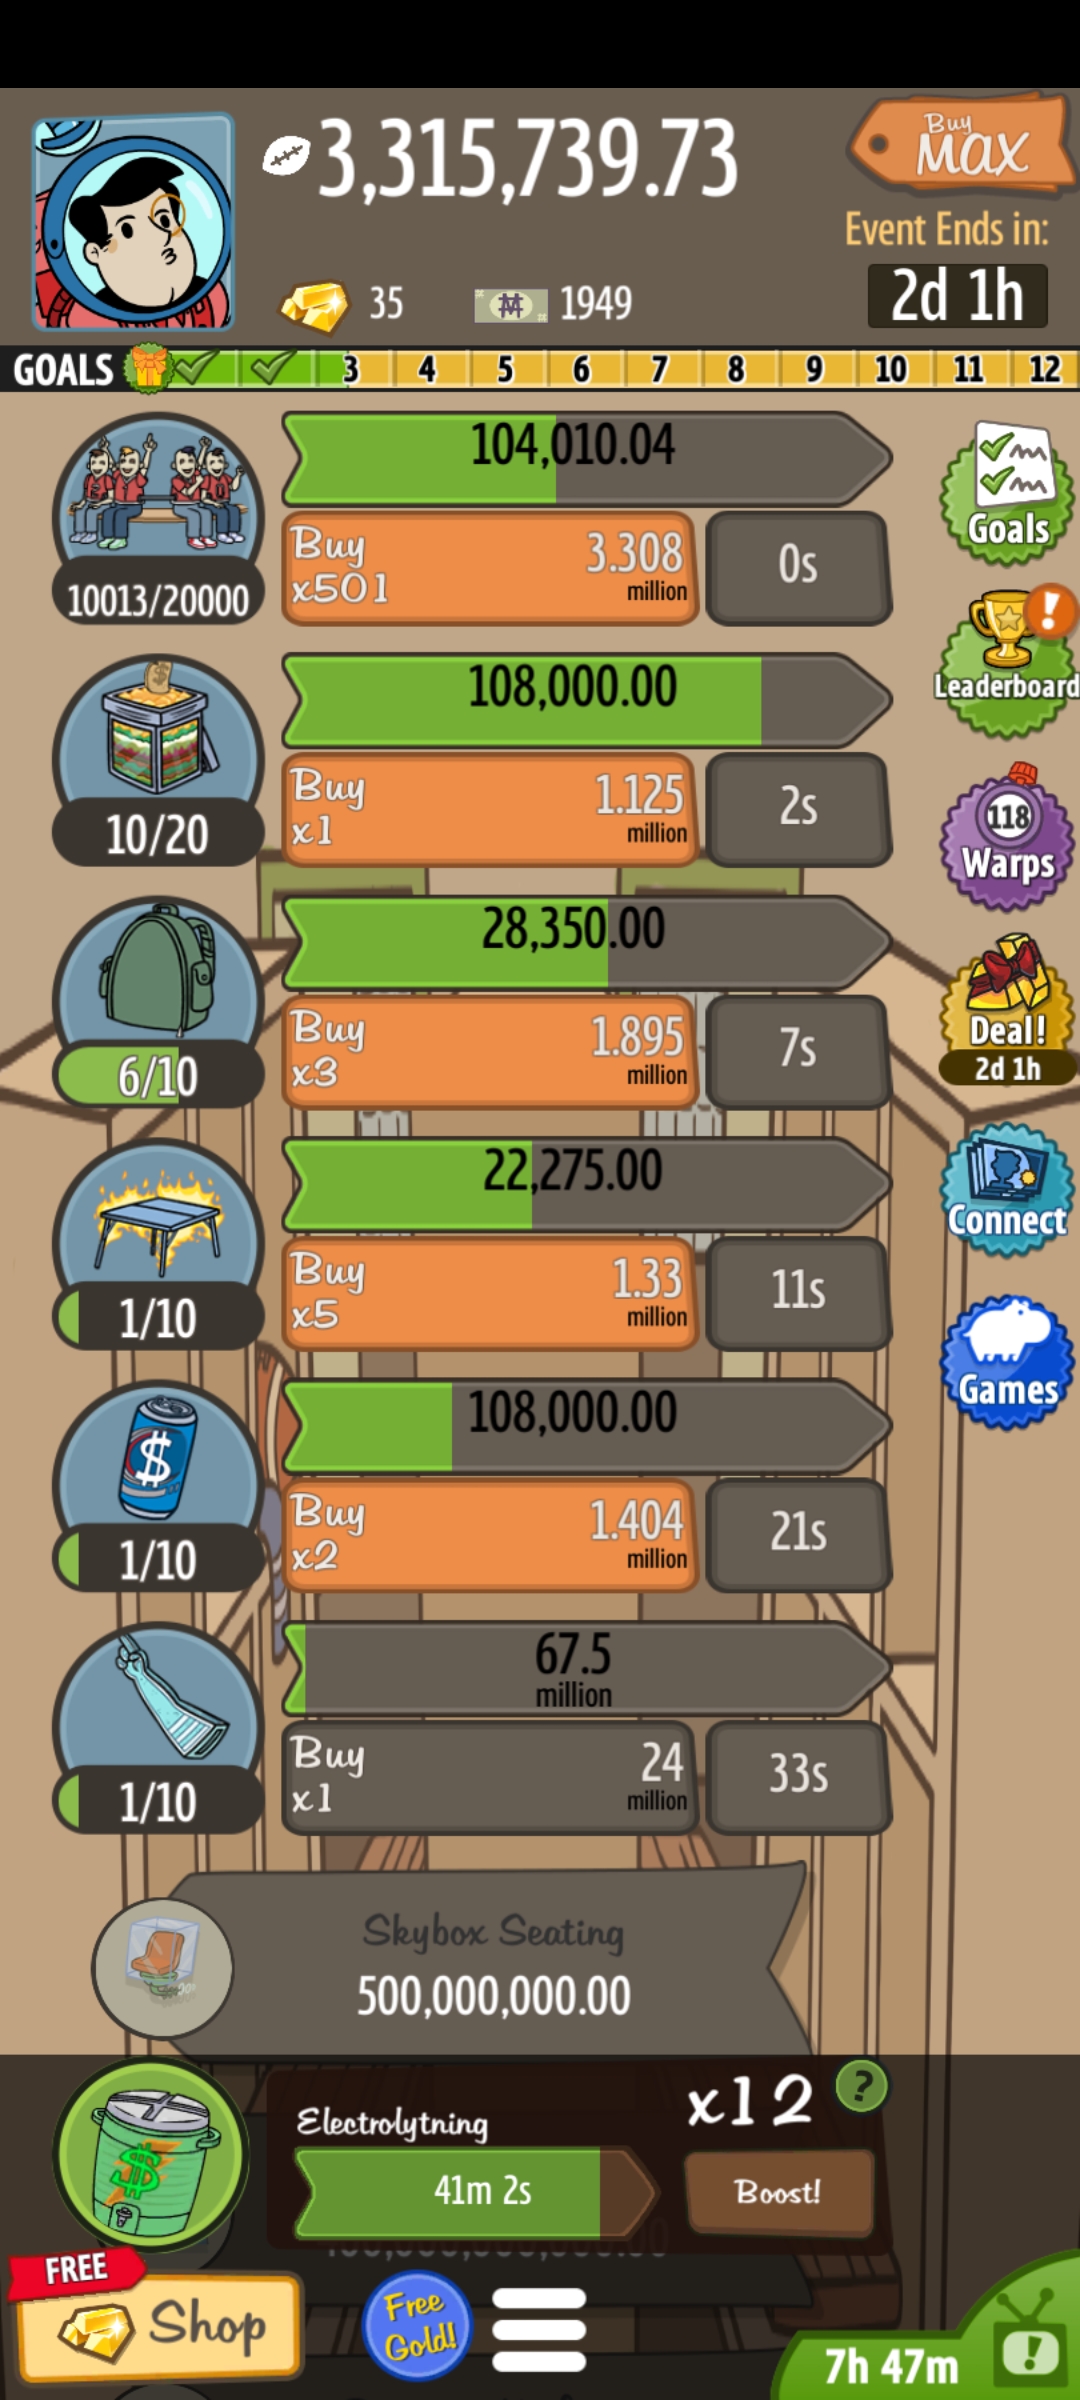 3,315,739.73
Buy
MAX
35
1949
Event Ends in:
2d 1h
GOALS
3 4 5 6 7 8 9 10 11 12
104,010.04
Buy
x501
3.308
million
0s
10013/20000
Goals
108,000.00
Buy
x1
1.125
million
2s
10/20
!
Leaderboard
28,350.00
Buy
x3
1.895
million
7s
6/10
118
Warps
Deal!
2d 1h
22,275.00
Buy
x5
1.33
million
11s
1/10
Connect
108,000.00
Buy
x2
1.404
million
21s
1/10
$
Games
67.5
million
Buy
x1
24
million
33s
1/10
Skybox Seating
500,000,000.00
Electrolytning
x12
?
41m 2s
Boost!
$
FREE
Shop
Free
Gold!
7h 47m
!